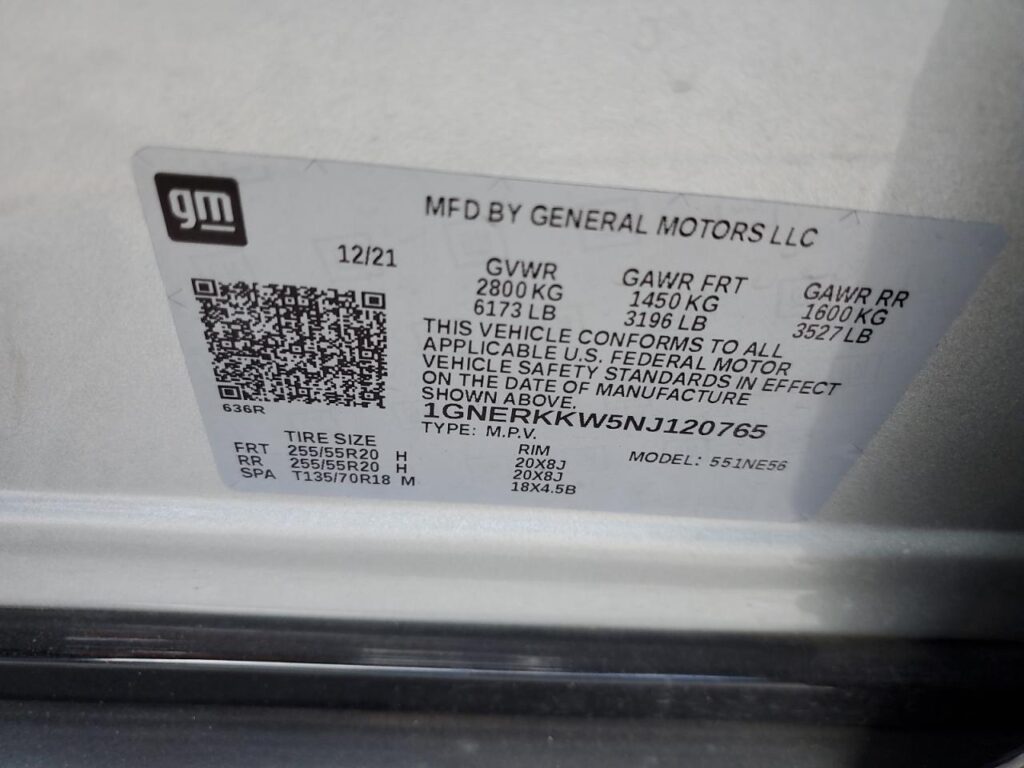 gm
MFD BY GENERAL MOTORS LLC
12/21
GVWR
2800 KG
6173 LB
GAWR FRT
1450 KG
3196 LB
GAWR RR
1600 KG
3527 LB
THIS VEHICLE CONFORMS TO ALL
APPLICABLE U.S. FEDERAL MOTOR
VEHICLE SAFETY STANDARDS IN EFFECT
ON THE DATE OF MANUFACTURE
SHOWN ABOVE.
1GNERKKW5NJ120765
TYPE: M.P.V.
MODEL: 551NE56
636R
TIRE SIZE
FRT 255/55R20 H
RR 255/55R20 H
SPA T135/70R18 M
RIM
20X8J
20X8J
18X4.5B